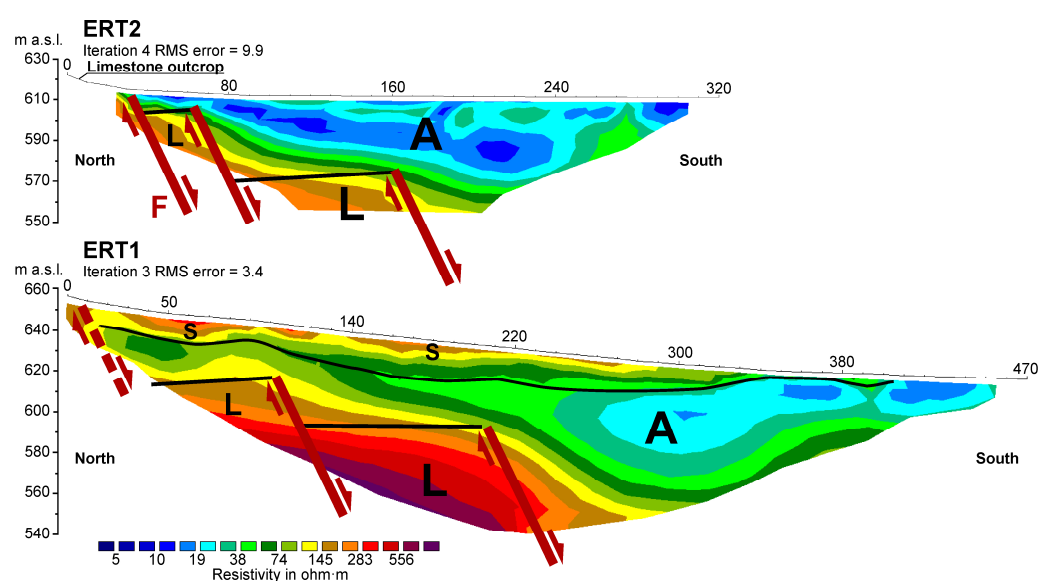 ERT2
m a.s.l.
Iteration 4 RMS error = 9.9
630
0
Limestone outcrop
80
160
240
320
610
590
570
550
L
A
North
South
F
L
ERT1
m a.s.l.
Iteration 3 RMS error = 3.4
660
0
50
140
220
300
380
470
640
620
600
580
560
540
S
S
L
A
L
North
South
5 10 19 38 74 145 283 556
Resistivity in ohm·m